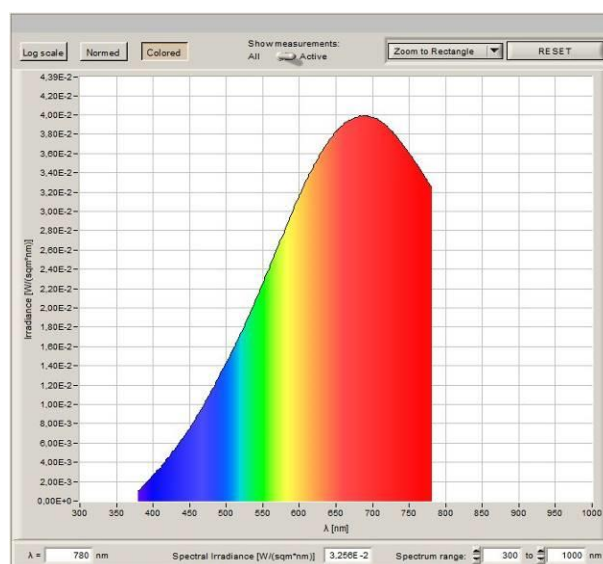 Log scale Normed Colored Show measurements: All Active Zoom to Rectangle RESET
4,39E-2
4,00E-2
3,80E-2
3,60E-2
3,40E-2
3,20E-2
3,00E-2
2,80E-2
2,60E-2
2,40E-2
2,20E-2
2,00E-2
1,80E-2
1,60E-2
1,40E-2
1,20E-2
1,00E-2
8,00E-3
6,00E-3
4,00E-3
2,00E-3
0,00E+0
Irradiance [W/(sqm*nm)]
300 350 400 450 500 550 600 650 700 750 800 850 900 950 1000
λ [nm]
λ = 780 nm Spectral Irradiance [W/(sqm*nm)] 3,256E-2 Spectrum range: 300 to 1000 nm